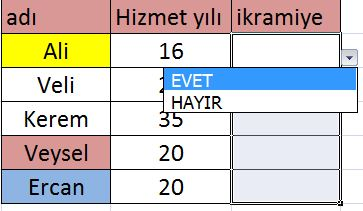 adı Hizmet yılı ikramiye
Ali 16
EVET
Veli
HAYIR
Kerem 35
Veysel 20
Ercan 20